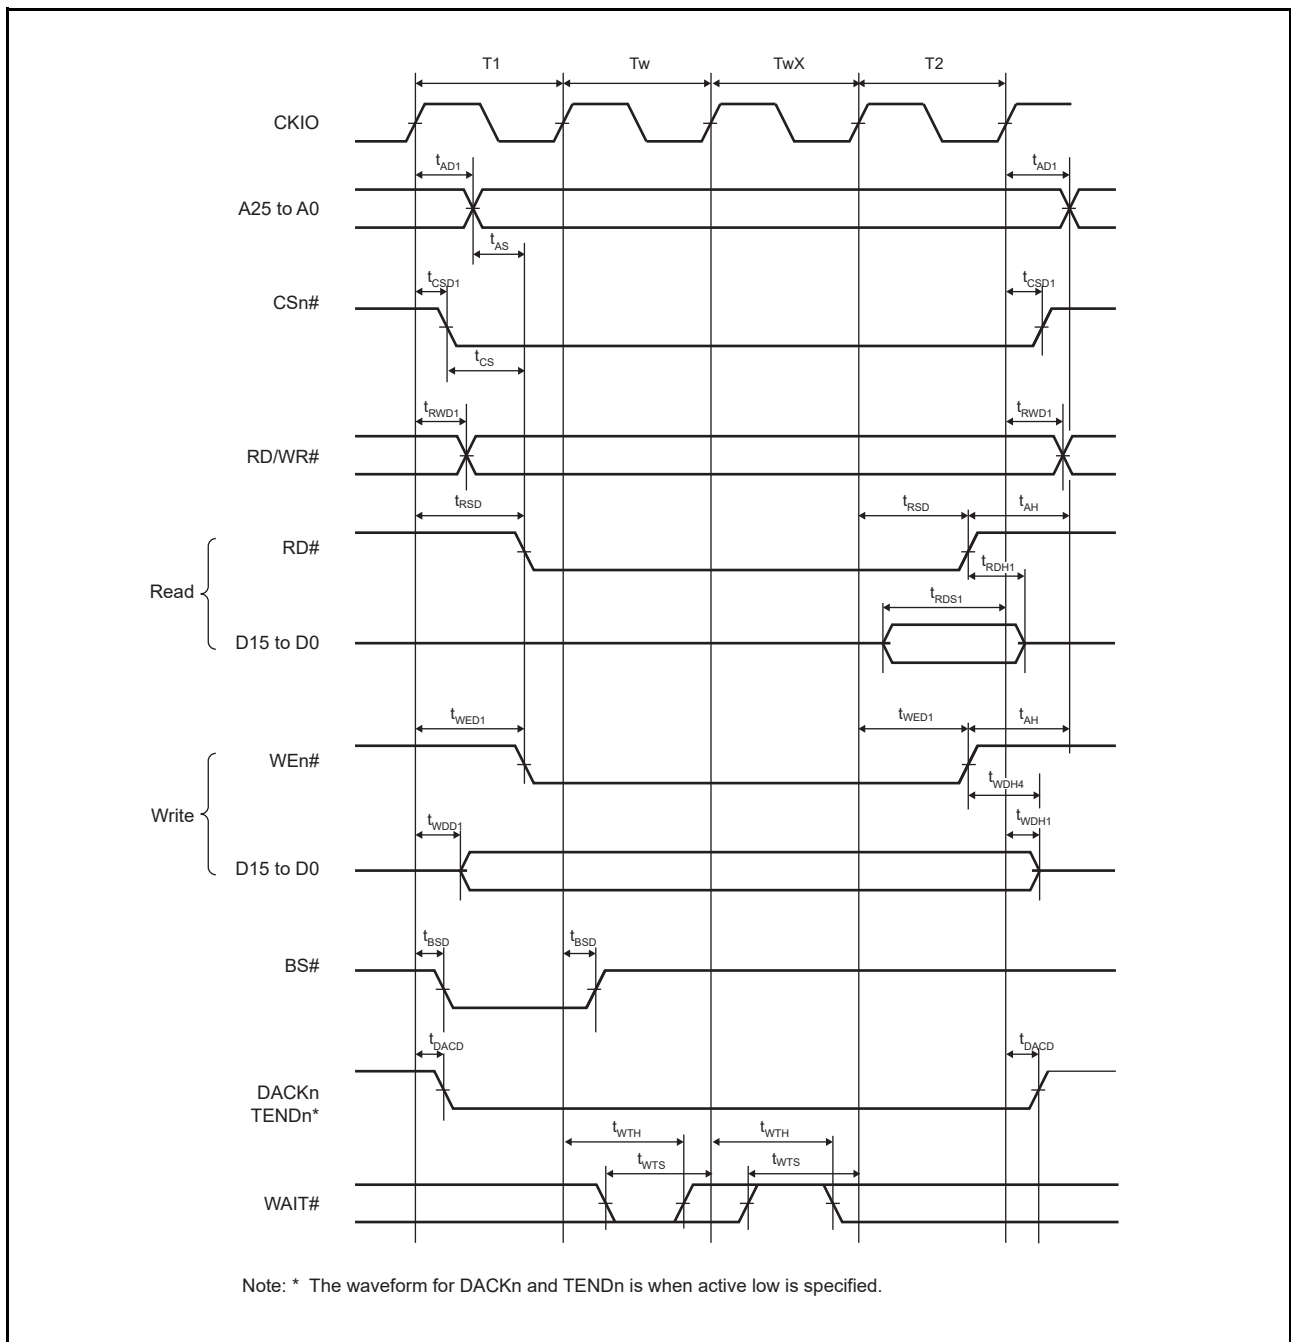 T1 Tw TwX T2
CKIO
tAD1 tAD1
A25 to A0
tAS
tCSD1 tCSD1
CSn#
tCS
tRWD1 tRWD1
RD/WR#
tRSD tRSD tAH
RD#
tRDH1
Read
tRDS1
D15 to D0
tWED1 tWED1 tAH
WEn#
tWDH4
Write
tWDD1 tWDH1
D15 to D0
tBSD tBSD
BS#
tDACD tDACD
DACKn
TENDn*
tWTH tWTH
tWTS tWTS
WAIT#
Note: * The waveform for DACKn and TENDn is when active low is specified.